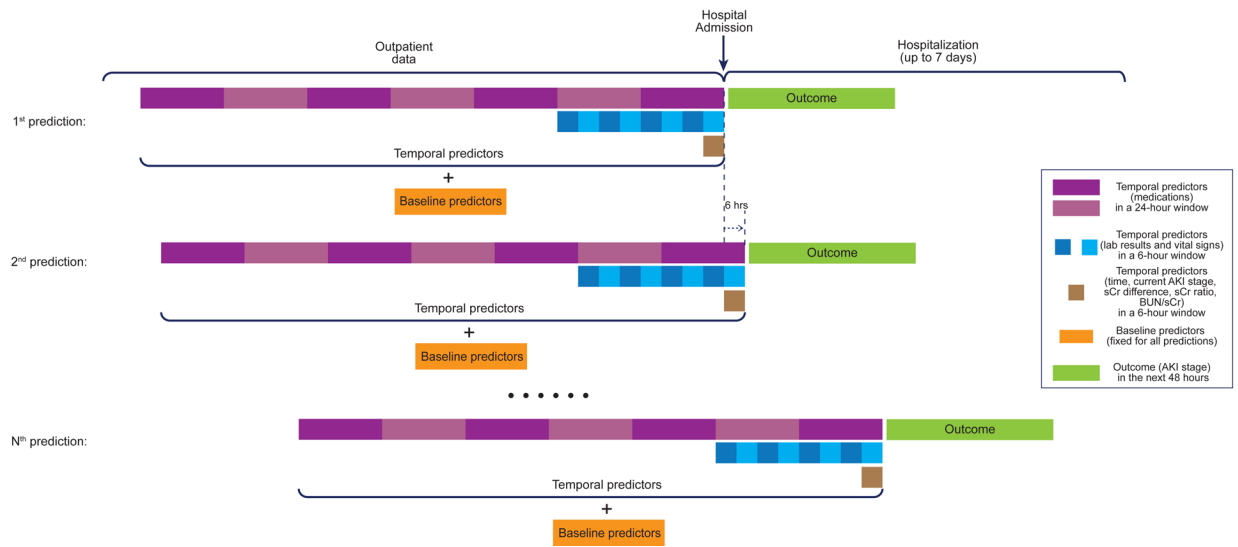 Hospital
Admission
Outpatient
data
Hospitalization
(up to 7 days)
1st prediction:
Outcome
Temporal predictors
+
Baseline predictors
6 hrs
2nd prediction:
Outcome
Temporal predictors
+
Baseline predictors
......
Nth prediction:
Outcome
Temporal predictors
+
Baseline predictors
Temporal predictors
(medications)
in a 24-hour window
Temporal predictors
(lab results and vital signs)
in a 6-hour window
Temporal predictors
(time, current AKI stage,
sCr difference, sCr ratio,
BUN/sCr)
in a 6-hour window
Baseline predictors
(fixed for all predictions)
Outcome (AKI stage)
in the next 48 hours